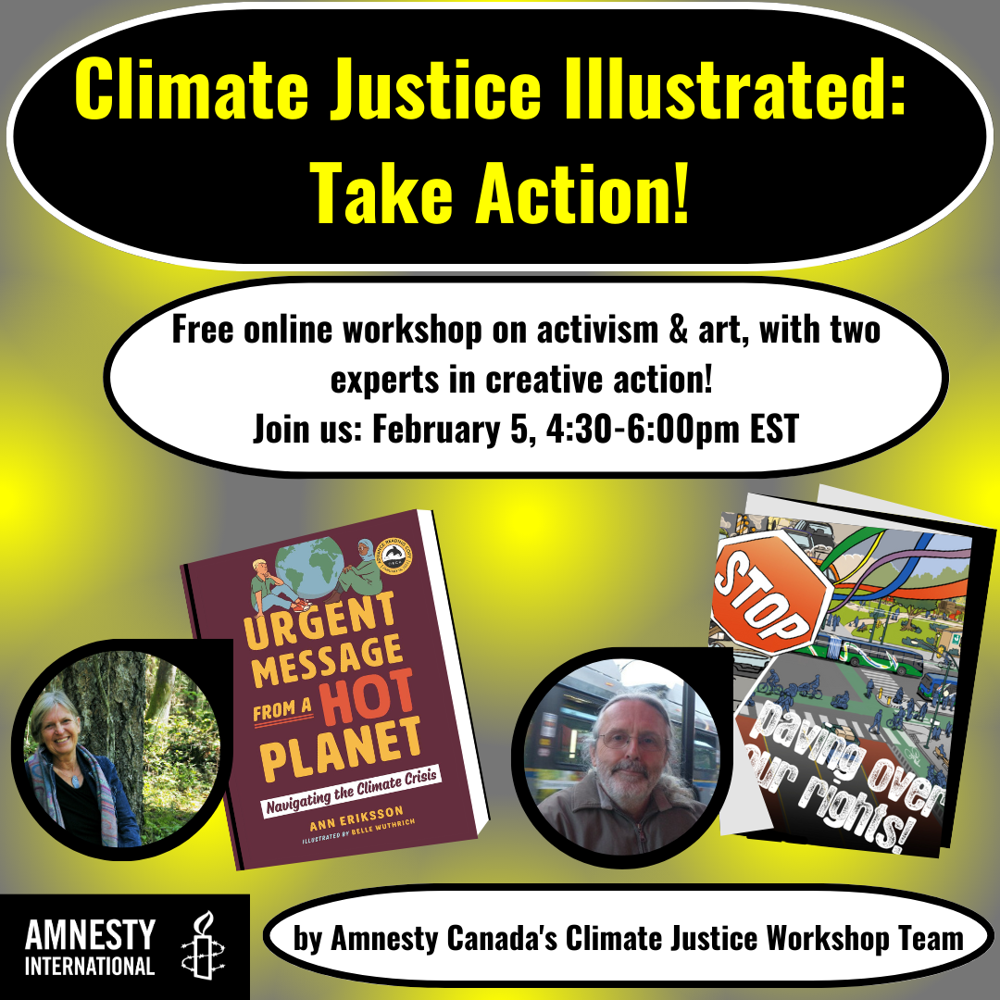 Climate Justice Illustrated:
Take Action!
Free online workshop on activism & art, with two
experts in creative action!
Join us: February 5, 4:30-6:00pm EST
URGENT
MESSAGE
FROM A HOT
PLANET
Navigating the Climate Crisis
ANN ERIKSSON
ILLUSTRATED BY BELLE WUTHRICH
STOP
paving over
our rights!
AMNESTY
INTERNATIONAL
by Amnesty Canada's Climate Justice Workshop Team